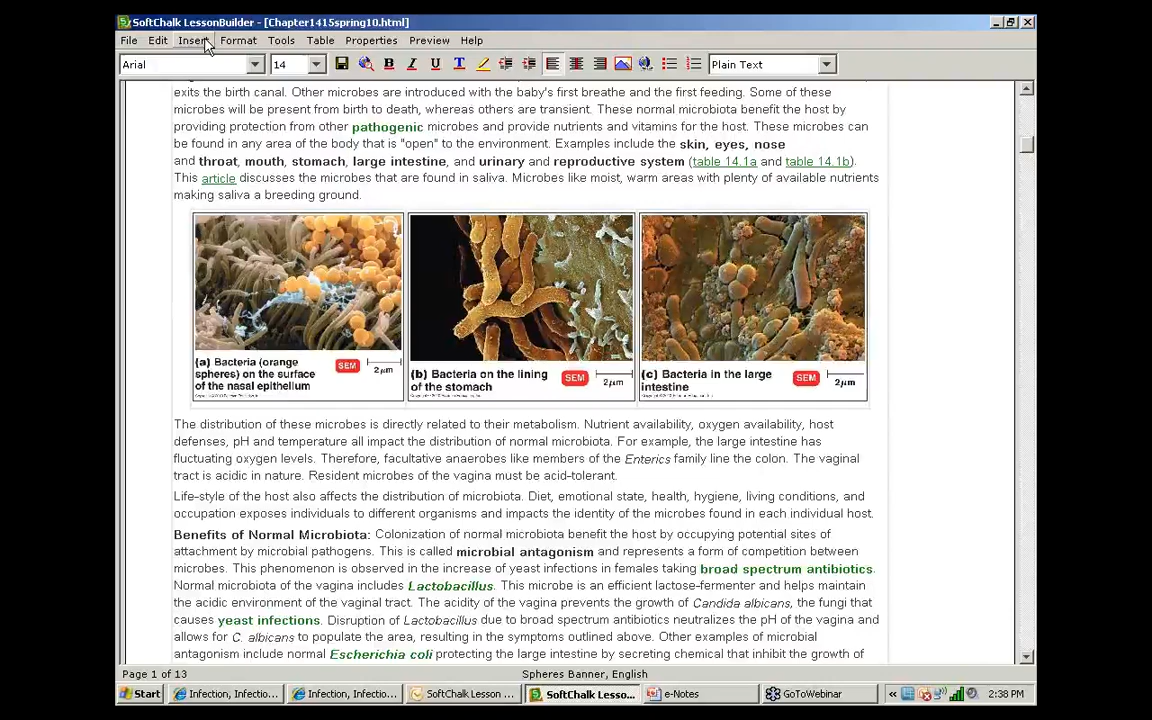 SoftChalk LessonBuilder - [Chapter1415spring10.html]
File Edit Insert Format Tools Table Properties Preview Help
Arial 14 B I U T Plain Text
exits the birth canal. Other microbes are introduced with the baby's first breathe and the first feeding. Some of these
microbes will be present from birth to death, whereas others are transient. These normal microbiota benefit the host by
providing protection from other pathogenic microbes and provide nutrients and vitamins for the host. These microbes can
be found in any area of the body that is "open" to the environment. Examples include the skin, eyes, nose
and throat, mouth, stomach, large intestine, and urinary and reproductive system (table 14.1a and table 14.1b).
This article discusses the microbes that are found in saliva. Microbes like moist, warm areas with plenty of available nutrients
making saliva a breeding ground.
(a) Bacteria (orange
spheres) on the surface
of the nasal epithelium
SEM
2µm
(b) Bacteria on the lining
of the stomach
SEM
2µm
(c) Bacteria in the large
intestine
SEM
2µm
The distribution of these microbes is directly related to their metabolism. Nutrient availability, oxygen availability, host
defenses, pH and temperature all impact the distribution of normal microbiota. For example, the large intestine has
fluctuating oxygen levels. Therefore, facultative anaerobes like members of the Enterics family line the colon. The vaginal
tract is acidic in nature. Resident microbes of the vagina must be acid-tolerant.
Life-style of the host also affects the distribution of microbiota. Diet, emotional state, health, hygiene, living conditions, and
occupation exposes individuals to different organisms and impacts the identity of the microbes found in each individual host.
Benefits of Normal Microbiota: Colonization of normal microbiota benefit the host by occupying potential sites of
attachment by microbial pathogens. This is called microbial antagonism and represents a form of competition between
microbes. This phenomenon is observed in the increase of yeast infections in females taking broad spectrum antibiotics.
Normal microbiota of the vagina includes Lactobacillus. This microbe is an efficient lactose-fermenter and helps maintain
the acidic environment of the vaginal tract. The acidity of the vagina prevents the growth of Candida albicans, the fungi that
causes yeast infections. Disruption of Lactobacillus due to broad spectrum antibiotics neutralizes the pH of the vagina and
allows for C. albicans to populate the area, resulting in the symptoms outlined above. Other examples of microbial
antagonism include normal Escherichia coli protecting the large intestine by secreting chemical that inhibit the growth of
Page 1 of 13 Spheres Banner, English
Start Infection, Infectio... Infection, Infectio... SoftChalk Lesson ... SoftChalk Lesso... e-Notes GoToWebinar « 2:38 PM